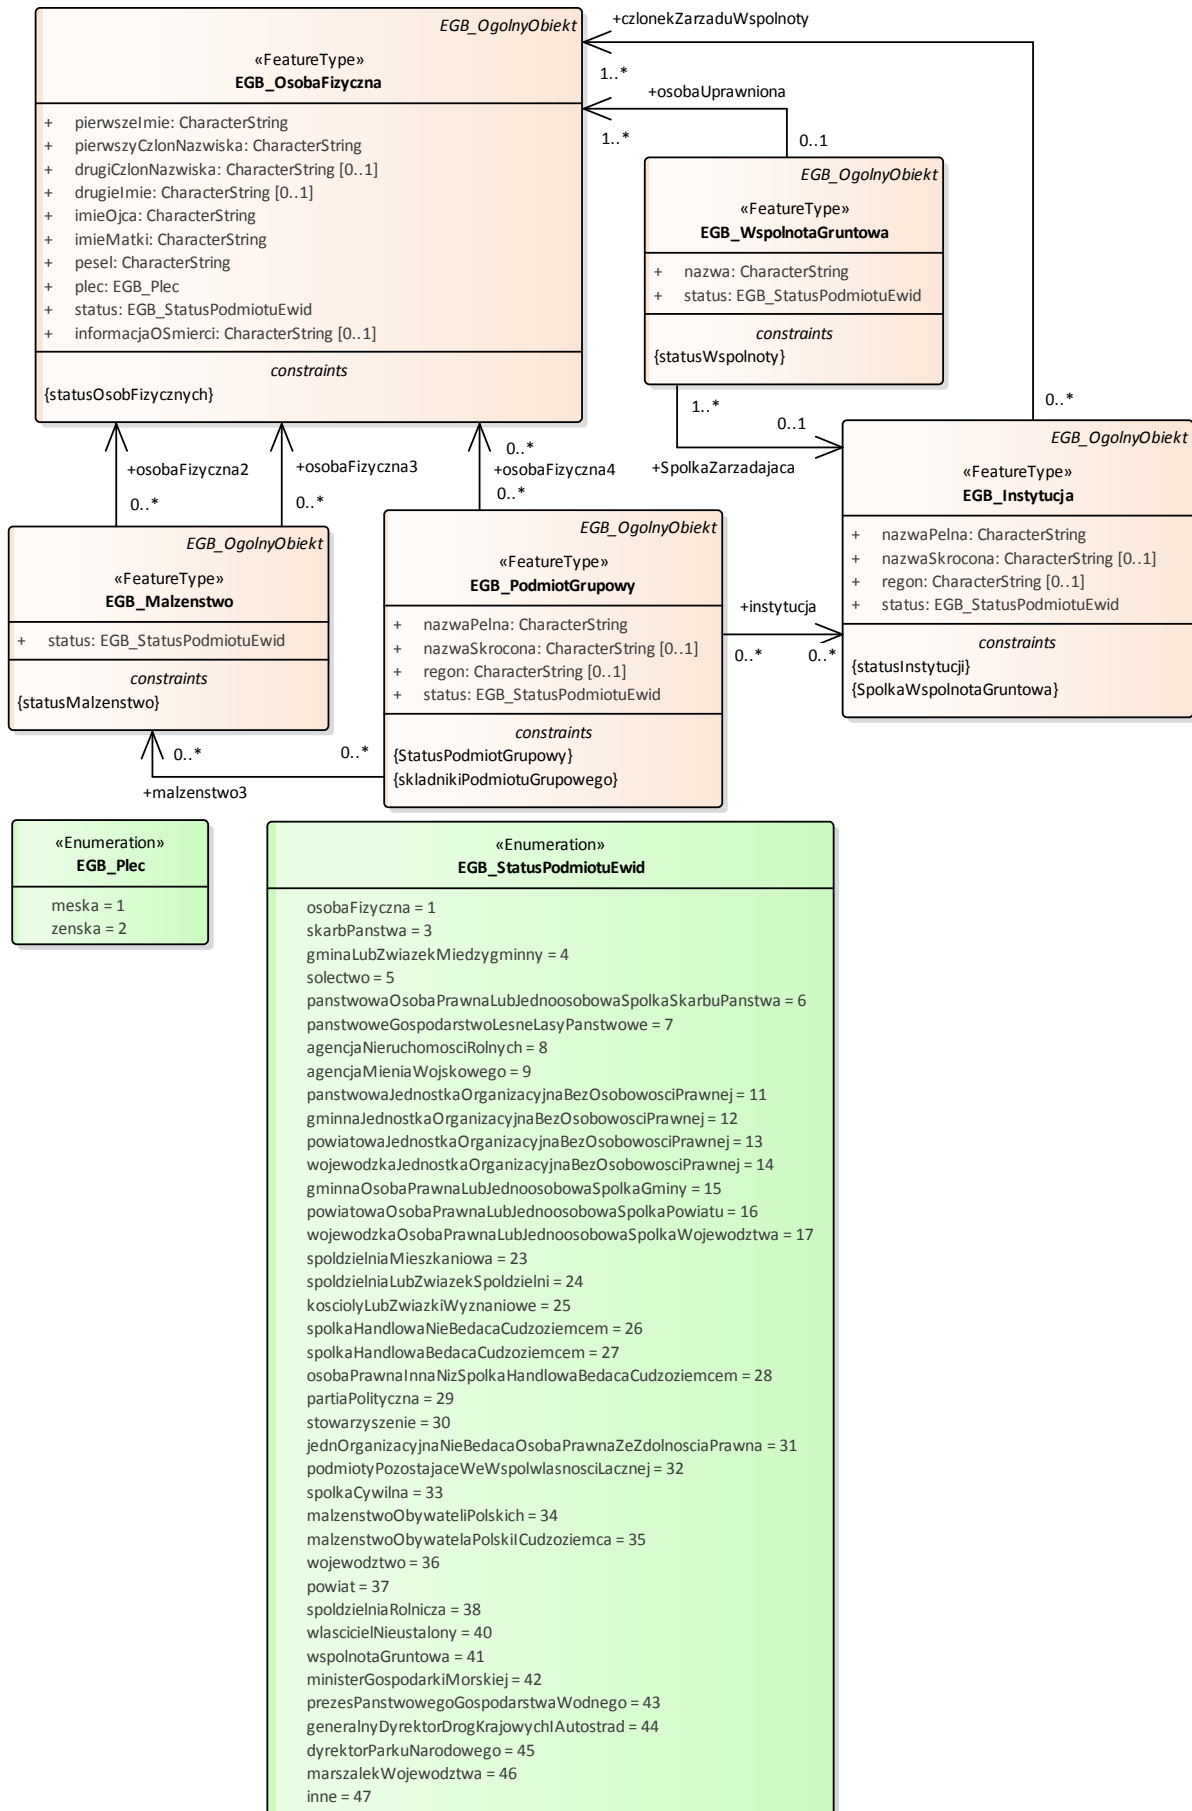 EGB_OgolnyObiekt
«FeatureType»
EGB_OsobaFizyczna
+ pierwszeImie: CharacterString
+ pierwszyCzlonNazwiska: CharacterString
+ drugiCzlonNazwiska: CharacterString [0..1]
+ drugieImie: CharacterString [0..1]
+ imieOjca: CharacterString
+ imieMatki: CharacterString
+ pesel: CharacterString
+ plec: EGB_Plec
+ status: EGB_StatusPodmiotuEwid
+ informacjaOSmierci: CharacterString [0..1]
constraints
{statusOsobFizycznych}
+czlonekZarzaduWspolnoty
1..*
0..*
+osobaUprawniona
1..*
0..1
EGB_OgolnyObiekt
«FeatureType»
EGB_WspolnotaGruntowa
+ nazwa: CharacterString
+ status: EGB_StatusPodmiotuEwid
constraints
{statusWspolnoty}
1..*
0..1
+SpolkaZarzadajaca
+osobaFizyczna2
0..*
+osobaFizyczna3
0..*
0..*
+osobaFizyczna4
0..*
EGB_OgolnyObiekt
«FeatureType»
EGB_Instytucja
+ nazwaPelna: CharacterString
+ nazwaSkrocona: CharacterString [0..1]
+ regon: CharacterString [0..1]
+ status: EGB_StatusPodmiotuEwid
constraints
{statusInstytucji}
{SpolkaWspolnotaGruntowa}
EGB_OgolnyObiekt
«FeatureType»
EGB_Malzenstwo
+ status: EGB_StatusPodmiotuEwid
constraints
{statusMalzenstwo}
EGB_OgolnyObiekt
«FeatureType»
EGB_PodmiotGrupowy
+ nazwaPelna: CharacterString
+ nazwaSkrocona: CharacterString [0..1]
+ regon: CharacterString [0..1]
+ status: EGB_StatusPodmiotuEwid
constraints
{StatusPodmiotGrupowy}
{skladnikiPodmiotuGrupowego}
+instytucja
0..* 0..*
0..* 0..*
+malzenstwo3
«Enumeration»
EGB_Plec
meska = 1
zenska = 2
«Enumeration»
EGB_StatusPodmiotuEwid
osobaFizyczna = 1
skarbPanstwa = 3
gminaLubZwiazekMiedzygminny = 4
solectwo = 5
panstwowaOsobaPrawnaLubJednoosobowaSpolkaSkarbuPanstwa = 6
panstwoweGospodarstwoLesneLasyPanstwowe = 7
agencjaNieruchomosciRolnych = 8
agencjaMieniaWojskowego = 9
panstwowaJednostkaOrganizacyjnaBezOsobowosciPrawnej = 11
gminnaJednostkaOrganizacyjnaBezOsobowosciPrawnej = 12
powiatowaJednostkaOrganizacyjnaBezOsobowosciPrawnej = 13
wojewodzkaJednostkaOrganizacyjnaBezOsobowosciPrawnej = 14
gminnaOsobaPrawnaLubJednoosobowaSpolkaGminy = 15
powiatowaOsobaPrawnaLubJednoosobowaSpolkaPowiatu = 16
wojewodzkaOsobaPrawnaLubJednoosobowaSpolkaWojewodztwa = 17
spoldzielniaMieszkaniowa = 23
spoldzielniaLubZwiazekSpoldzielni = 24
kosciolyLubZwiazkiWyznaniowe = 25
spolkaHandlowaNieBedacaCudzoziemcem = 26
spolkaHandlowaBedacaCudzoziemcem = 27
osobaPrawnaInnaNizSpolkaHandlowaBedacaCudzoziemcem = 28
partiaPolityczna = 29
stowarzyszenie = 30
jednOrganizacyjnaNieBedacaOsobaPrawnaZeZdolnosciaPrawna = 31
podmiotyPozostajaceWeWspolwlasnosciLacznej = 32
spolkaCywilna = 33
malzenstwoObywateliPolskich = 34
malzenstwoObywatelaPolskiICudzoziemca = 35
wojewodztwo = 36
powiat = 37
spoldzielniaRolnicza = 38
wlascicielNieustalony = 40
wspolnotaGruntowa = 41
ministerGospodarkiMorskiej = 42
prezesPanstwowegoGospodarstwaWodnego = 43
generalnyDyrektorDrogKrajowychIAutostrad = 44
dyrektorParkuNarodowego = 45
marszalekWojewodztwa = 46
inne = 47